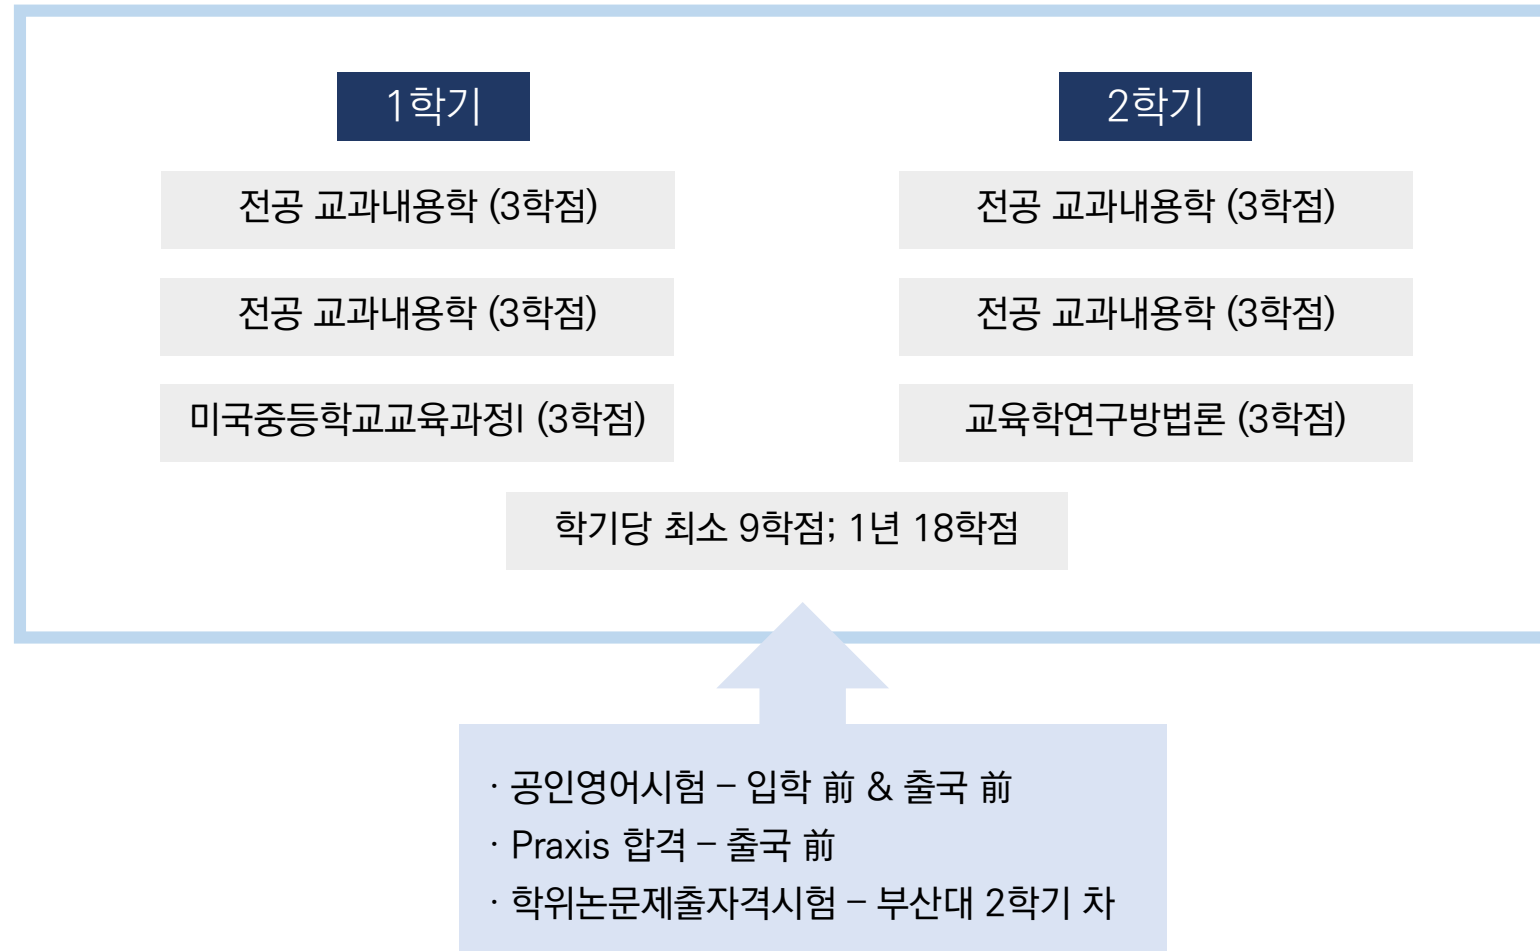 1학기
전공 교과내용학 (3학점)
전공 교과내용학 (3학점)
미국중등학교교육과정I (3학점)
2학기
전공 교과내용학 (3학점)
전공 교과내용학 (3학점)
교육학연구방법론 (3학점)
학기당 최소 9학점; 1년 18학점
· 공인영어시험 – 입학 前 & 출국 前
· Praxis 합격 – 출국 前
· 학위논문제출자격시험 – 부산대 2학기 차